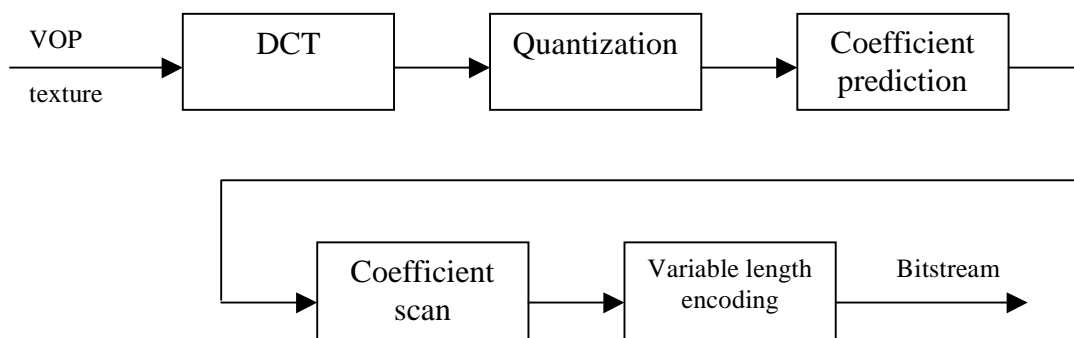 VOP
texture
DCT
Quantization
Coefficient
prediction
Coefficient
scan
Variable length
encoding
Bitstream